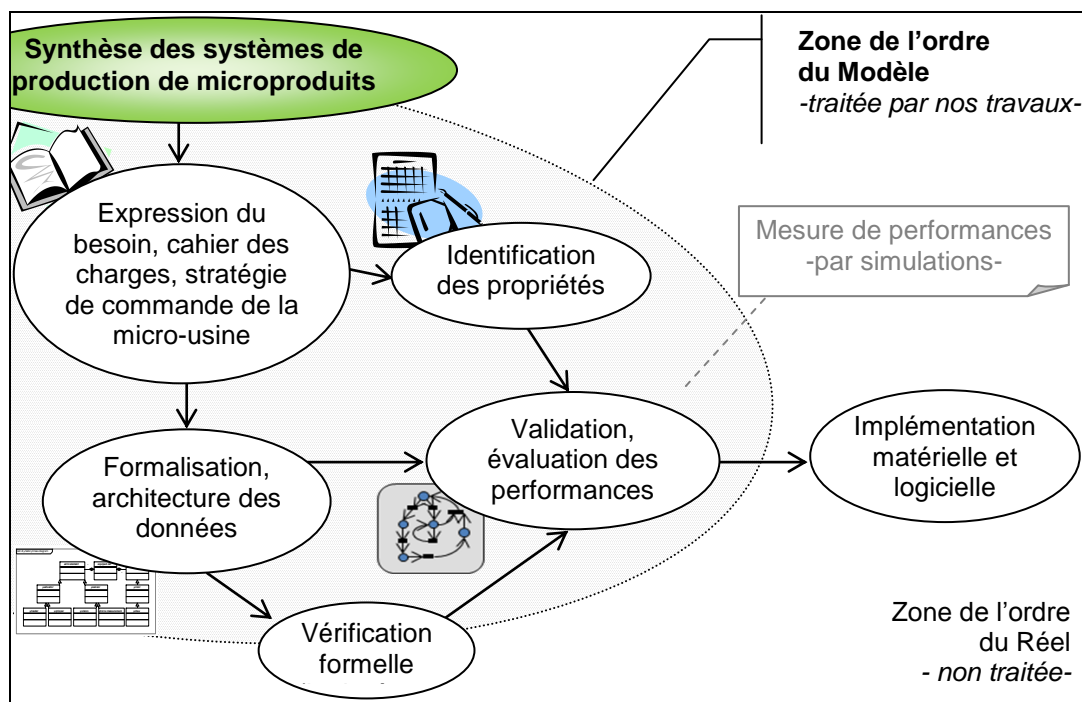 Synthèse des systèmes de
production de microproduits
Zone de l'ordre
du Modèle
-traitée par nos travaux-
Expression du
besoin, cahier des
charges, stratégie
de commande de la
micro-usine
Identification
des propriétés
Mesure de performances
-par simulations-
Formalisation,
architecture des
données
Validation,
évaluation des
performances
Implémentation
matérielle et
logicielle
Vérification
formelle
Zone de l'ordre
du Réel
- non traitée-